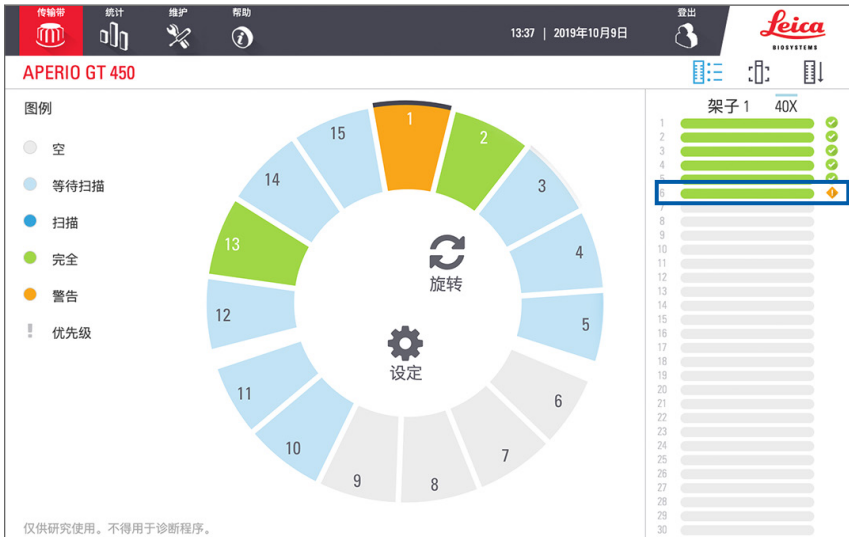 传输带 统计 维护 帮助 登出
13:37 | 2019年10月9日
Leica
BIOSYSTEMS
APERIO GT 450
图例
空
等待扫描
扫描
完全
警告
! 优先级
1
2
3
4
5
6
7
8
9
10
11
12
13
14
15
旋转
设定
架子 1 40X
1
2
3
4
5
6
7
8
9
10
11
12
13
14
15
16
17
18
19
20
21
22
23
24
25
26
27
28
29
30
仅供研究使用。不得用于诊断程序。